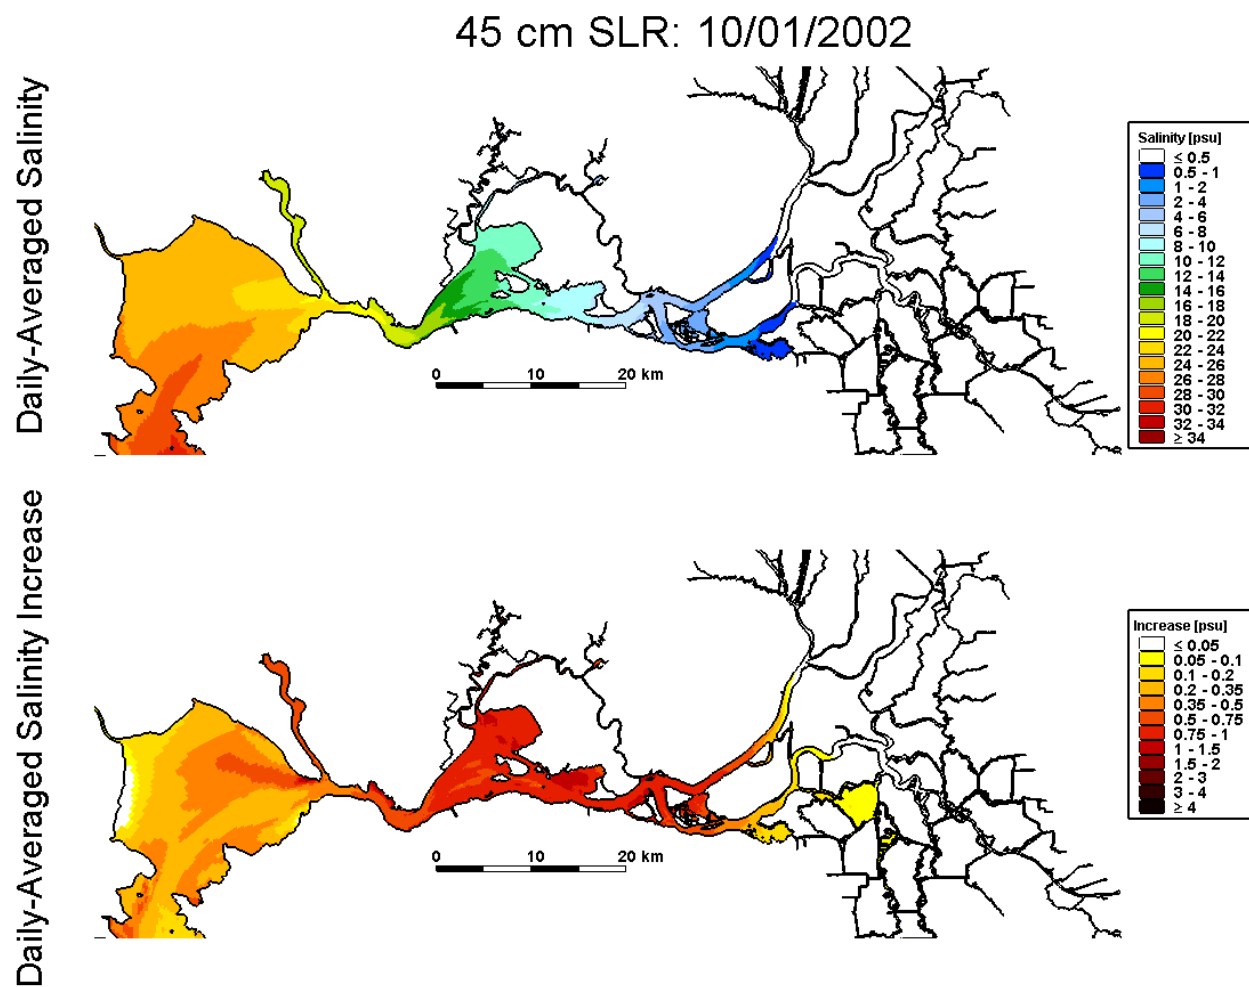 45 cm SLR: 10/01/2002
Daily-Averaged Salinity
Salinity [psu]
≤ 0.5
0.5 - 1
1 - 2
2 - 4
4 - 6
6 - 8
8 - 10
10 - 12
12 - 14
14 - 16
16 - 18
18 - 20
20 - 22
22 - 24
24 - 26
26 - 28
28 - 30
30 - 32
32 - 34
≥ 34
0 10 20 km
Daily-Averaged Salinity Increase
Increase [psu]
≤ 0.05
0.05 - 0.1
0.1 - 0.2
0.2 - 0.35
0.35 - 0.5
0.5 - 0.75
0.75 - 1
1 - 1.5
1.5 - 2
2 - 3
3 - 4
≥ 4
0 10 20 km